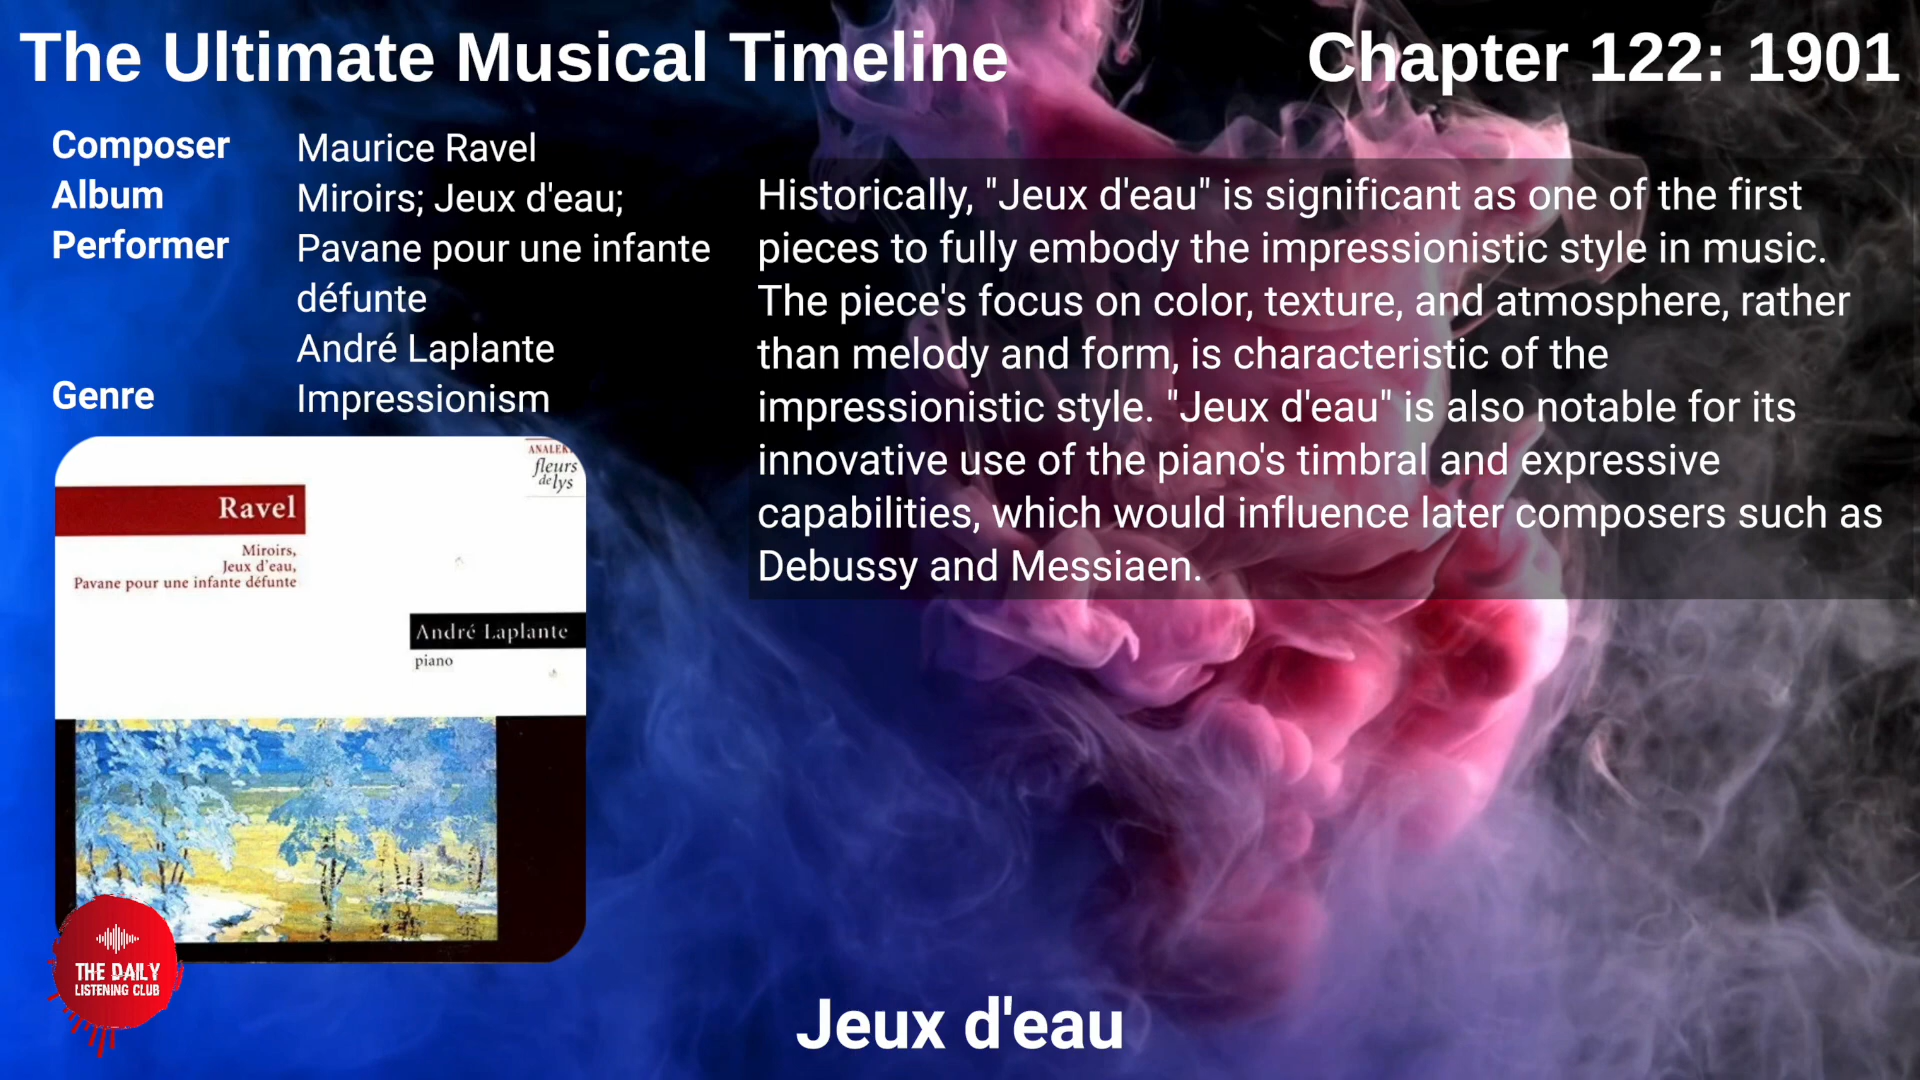 The Ultimate Musical Timeline
Chapter 122: 1901
Composer
Maurice Ravel
Album
Miroirs; Jeux d'eau;
Performer
Pavane pour une infante
défunte
André Laplante
Genre
Impressionism
Historically, "Jeux d'eau" is significant as one of the first
pieces to fully embody the impressionistic style in music.
The piece's focus on color, texture, and atmosphere, rather
than melody and form, is characteristic of the
impressionistic style. "Jeux d'eau" is also notable for its
innovative use of the piano's timbral and expressive
capabilities, which would influence later composers such as
Debussy and Messiaen.
fleurs
de lys
Ravel
Miroirs,
Jeux d'eau,
Pavane pour une infante défunte
André Laplante
piano
THE DAILY
LISTENING CLUB
Jeux d'eau